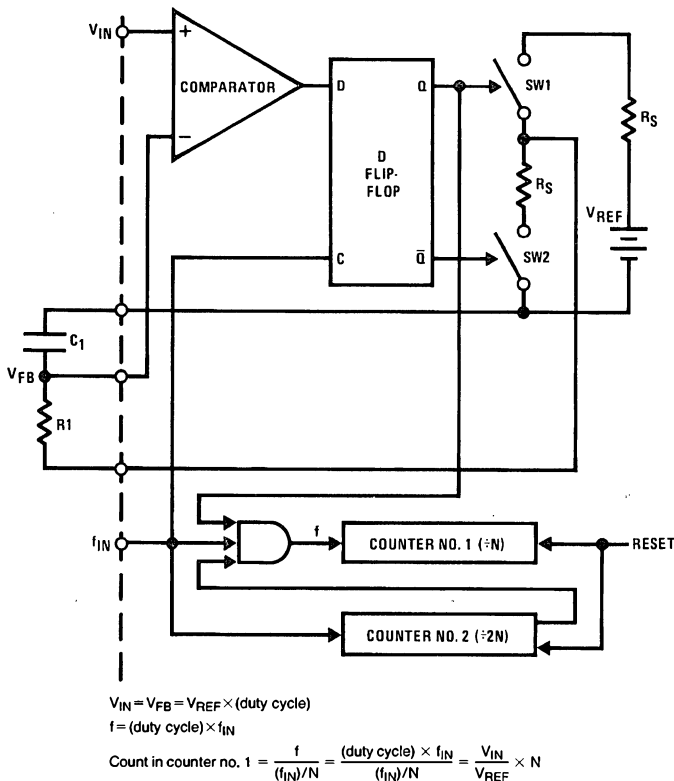 V_IN
+
COMPARATOR
−
D
Q
D
FLIP-
FLOP
C
Q̅
SW1
R_S
R_S
V_REF
SW2
C_1
V_FB
R1
f_IN
f
COUNTER NO. 1 (÷N)
RESET
COUNTER NO. 2 (÷2N)
V_IN = V_FB = V_REF × (duty cycle)
f = (duty cycle) × f_IN
Count in counter no. 1 = f / (f_IN)/N = (duty cycle) × f_IN / (f_IN)/N = V_IN / V_REF × N